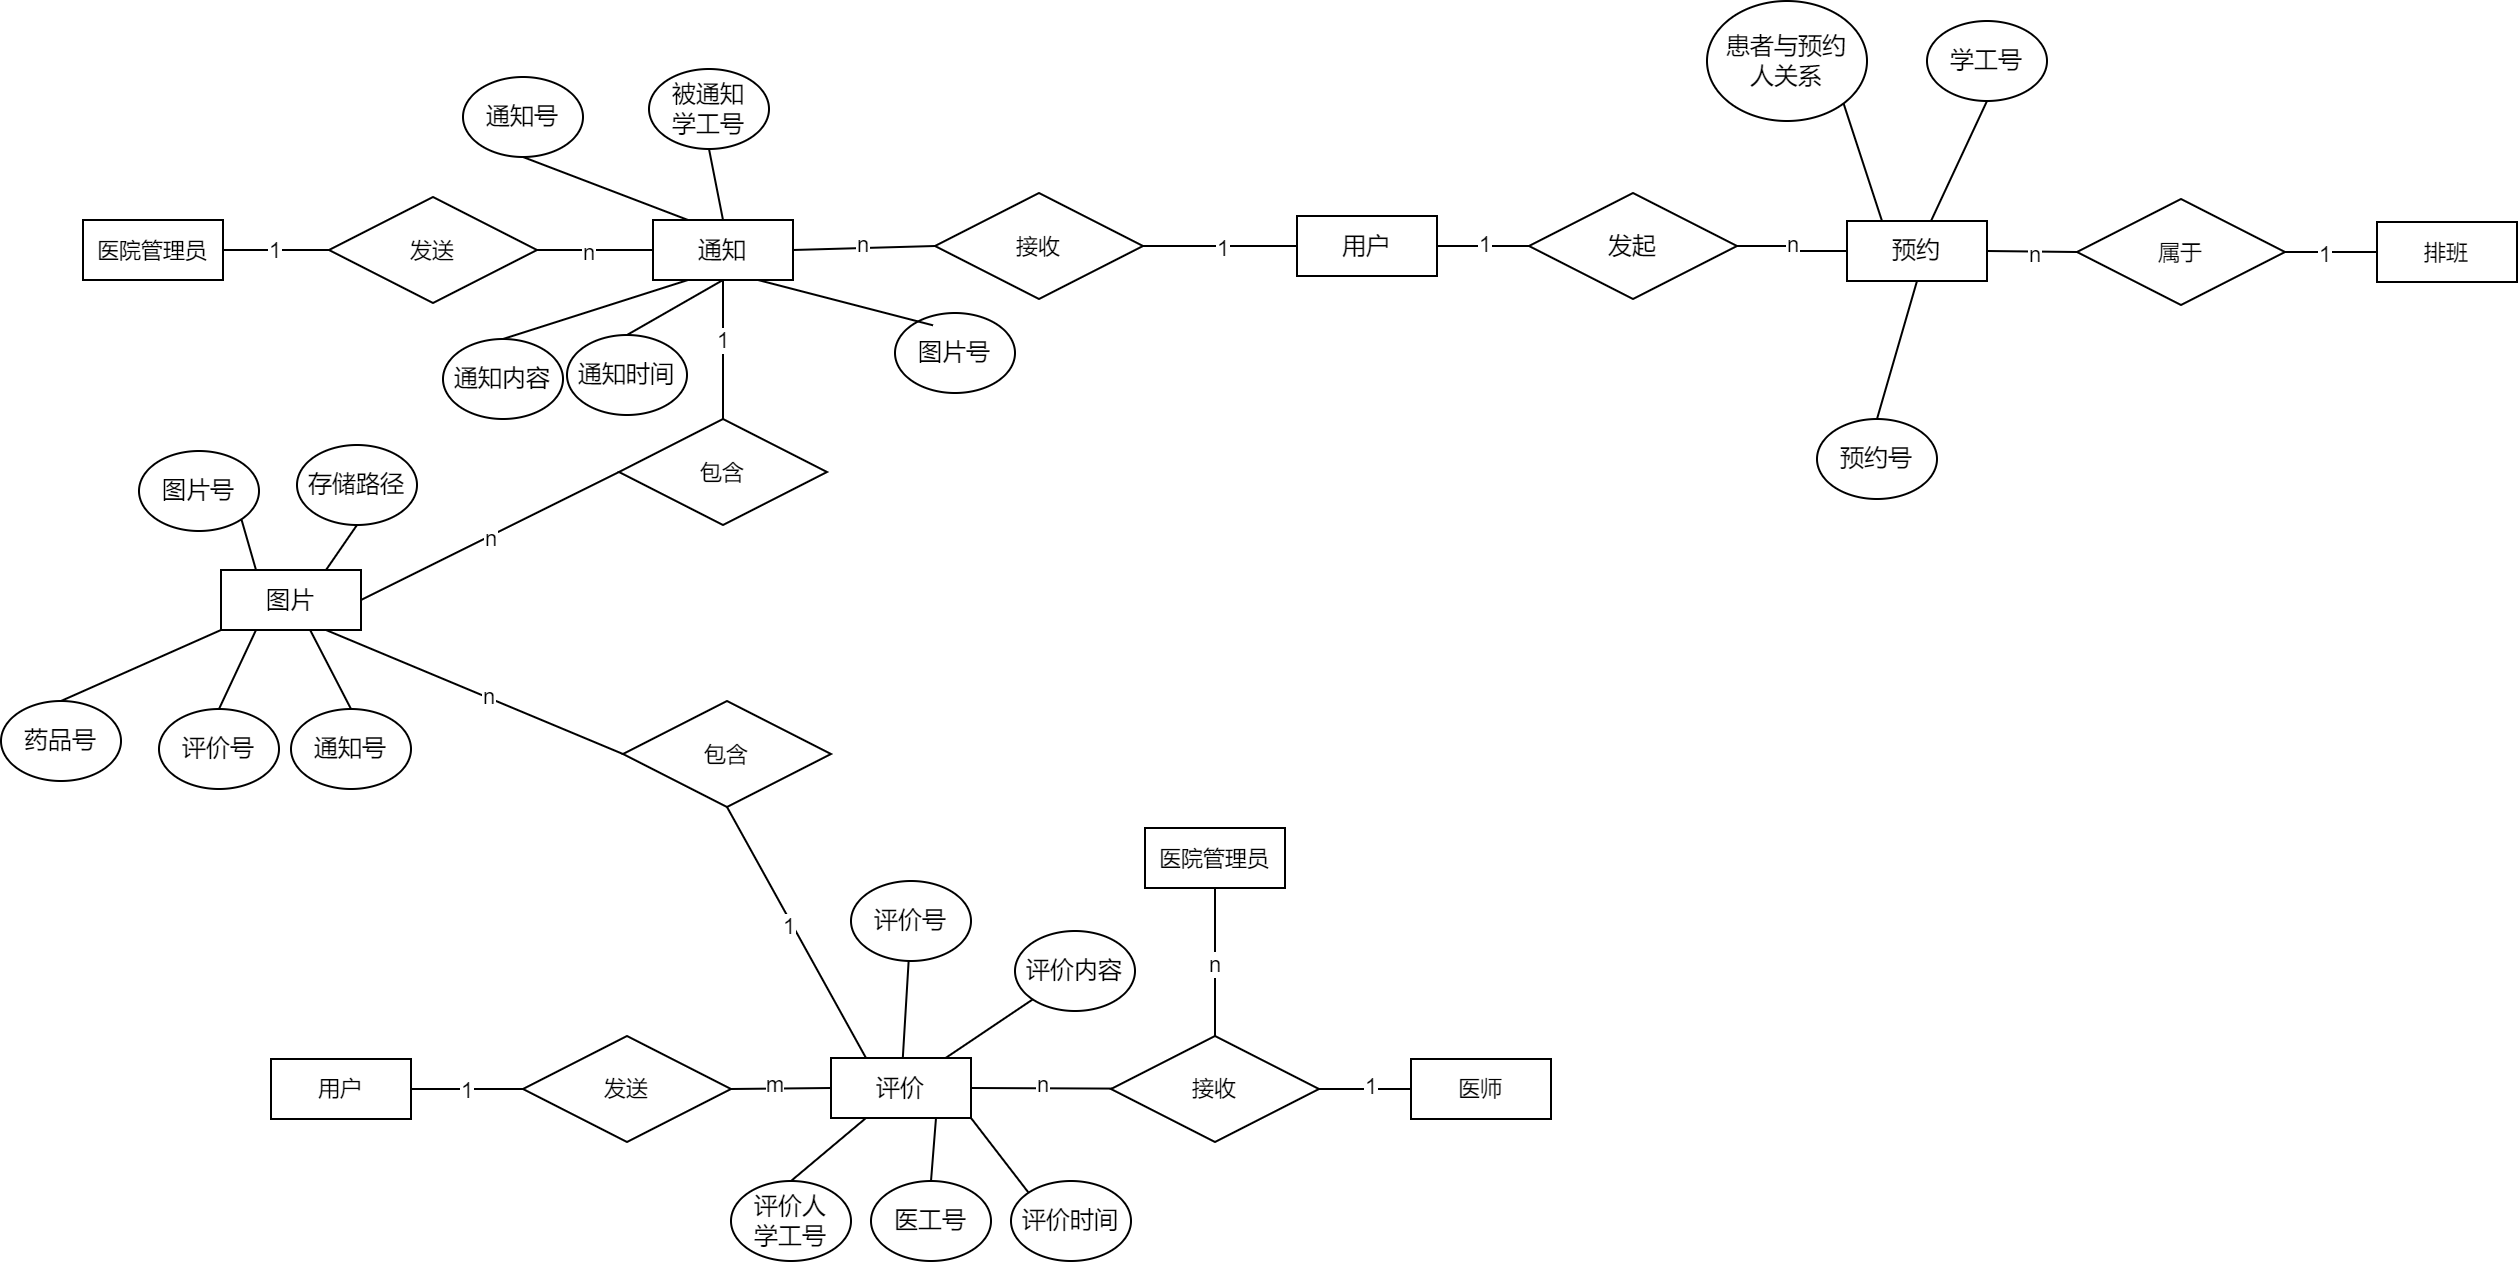 患者与预约
人关系
学工号
通知号
被通知
学工号
医院管理员
1
发送
n
通知
n
接收
1
用户
1
发起
n
预约
n
属于
1
排班
通知内容
通知时间
1
图片号
预约号
包含
图片号
存储路径
n
图片
n
药品号
评价号
通知号
包含
医院管理员
1
评价号
评价内容
n
用户
1
发送
m
评价
n
接收
1
医师
评价人
学工号
医工号
评价时间